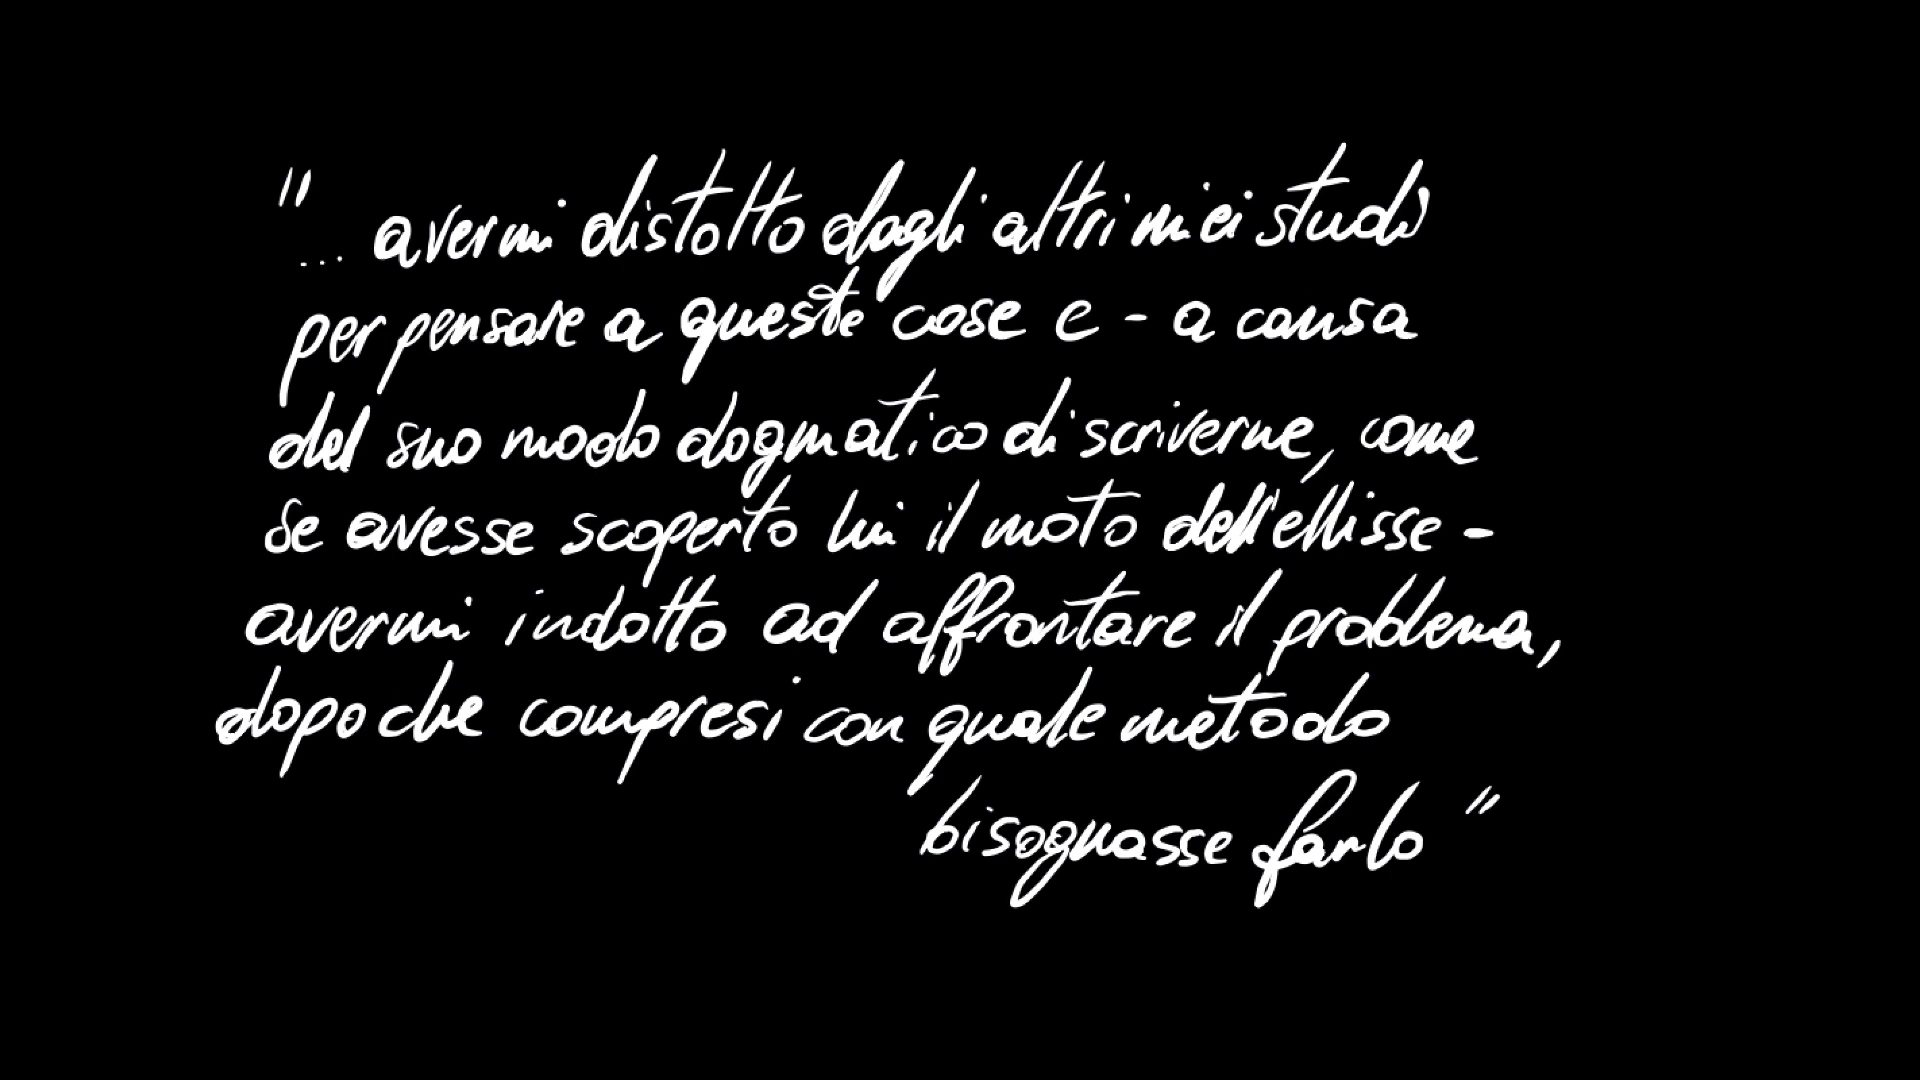 "... avermi distolto dagli altri miei studi
per pensare a queste cose e - a causa
del suo modo dogmatico di scriverne, come
se avesse scoperto lui il moto dell'ellisse -
avermi indotto ad affrontare il problema,
dopo che compresi con quale metodo
bisognasse farlo"